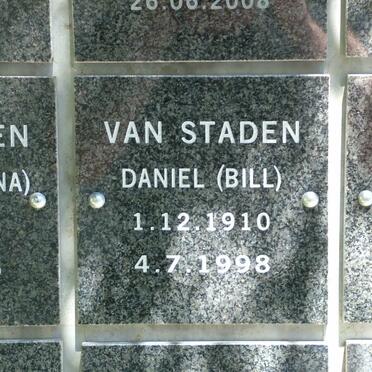 26.06.2008
EN
NA)
VAN STADEN
DANIEL (BILL)
1.12.1910
4.7.1998